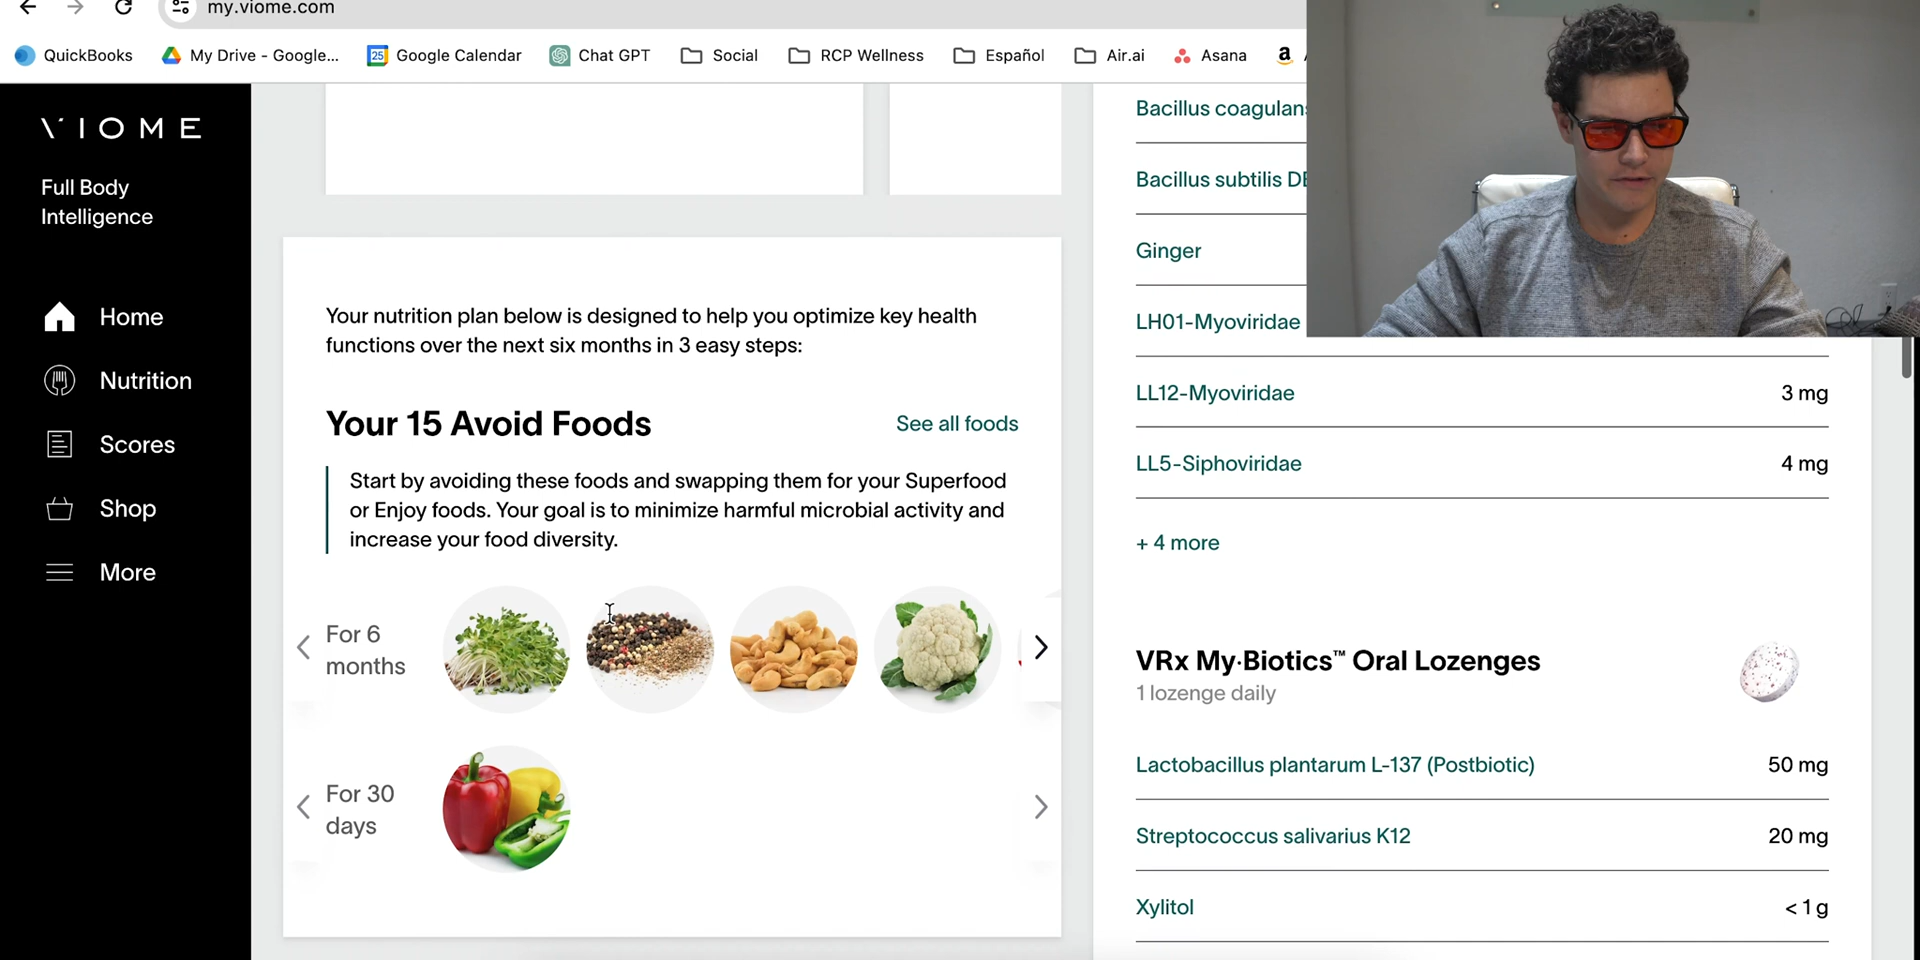 my.viome.com
QuickBooks
My Drive - Google...
25
Google Calendar
Chat GPT
Social
RCP Wellness
Español
Air.ai
Asana
a
VIOME
Full Body
Intelligence
Home
Nutrition
Scores
Shop
More
Your nutrition plan below is designed to help you optimize key health
functions over the next six months in 3 easy steps:
Your 15 Avoid Foods
See all foods
Start by avoiding these foods and swapping them for your Superfood
or Enjoy foods. Your goal is to minimize harmful microbial activity and
increase your food diversity.
For 6
months
For 30
days
Bacillus coagulans
Bacillus subtilis DE
Ginger
LH01-Myoviridae
LL12-Myoviridae
3 mg
LL5-Siphoviridae
4 mg
+ 4 more
VRx My·Biotics™ Oral Lozenges
1 lozenge daily
Lactobacillus plantarum L-137 (Postbiotic)
50 mg
Streptococcus salivarius K12
20 mg
Xylitol
< 1 g